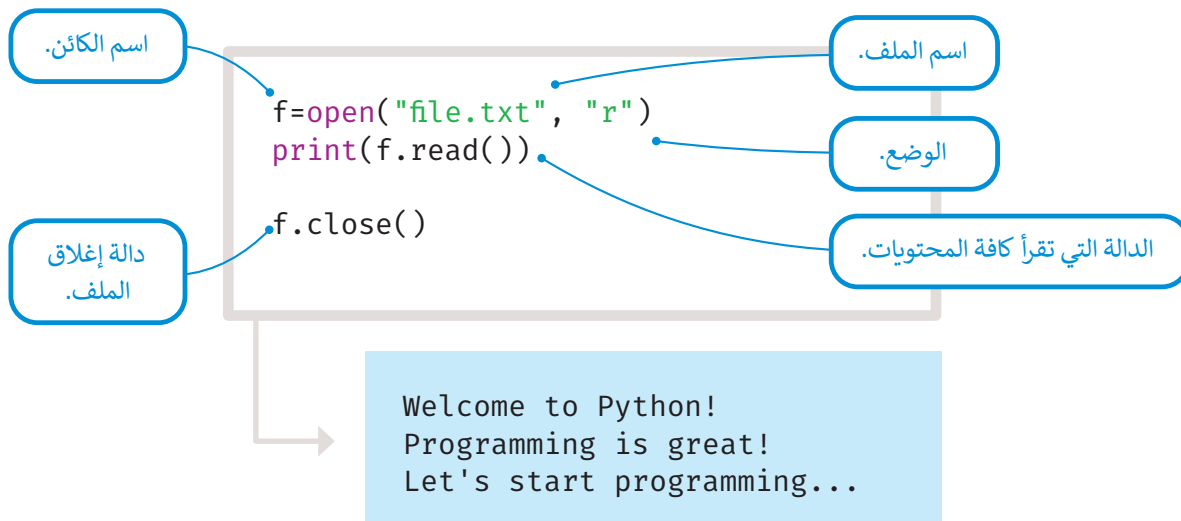 اسم الكائن.
اسم الملف.
f=open("file.txt", "r")
print(f.read())
الوضع.
f.close()
دالة إغلاق
الملف.
الدالة التي تقرأ كافة المحتويات.
Welcome to Python!
Programming is great!
Let's start programming...